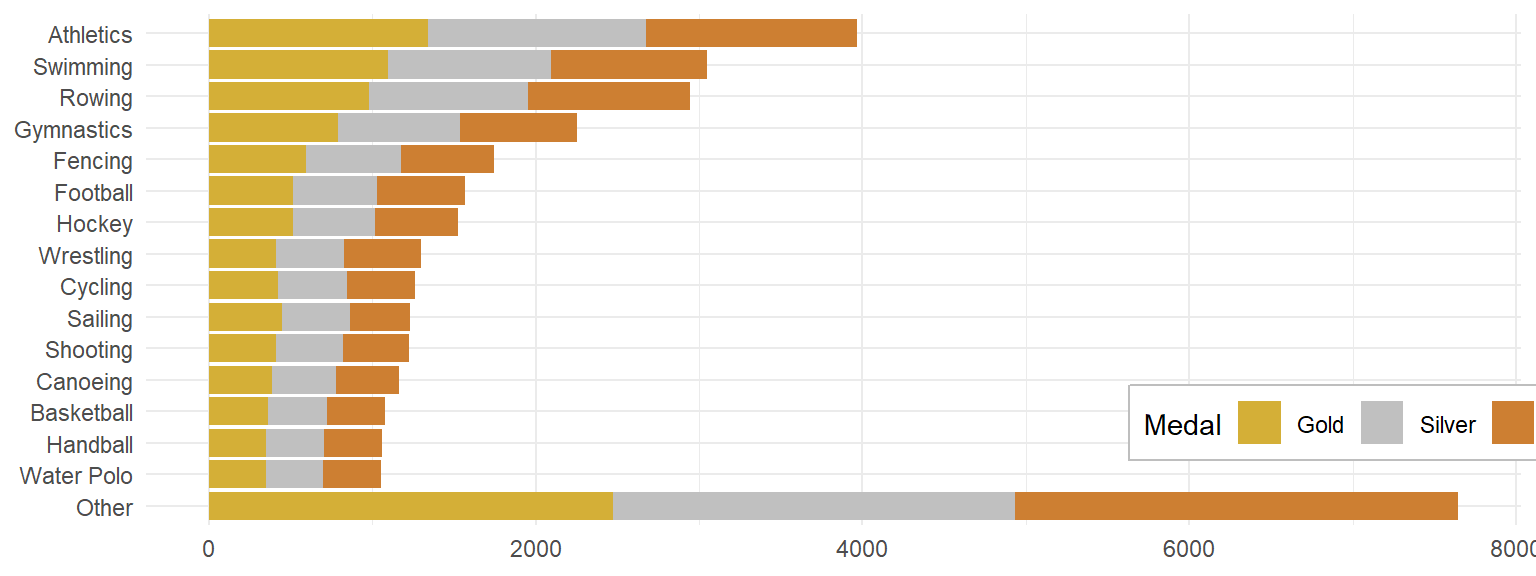 Athletics
Swimming
Rowing
Gymnastics
Fencing
Football
Hockey
Wrestling
Cycling
Sailing
Shooting
Canoeing
Basketball
Handball
Water Polo
Other
Medal Gold Silver
0 2000 4000 6000 8000